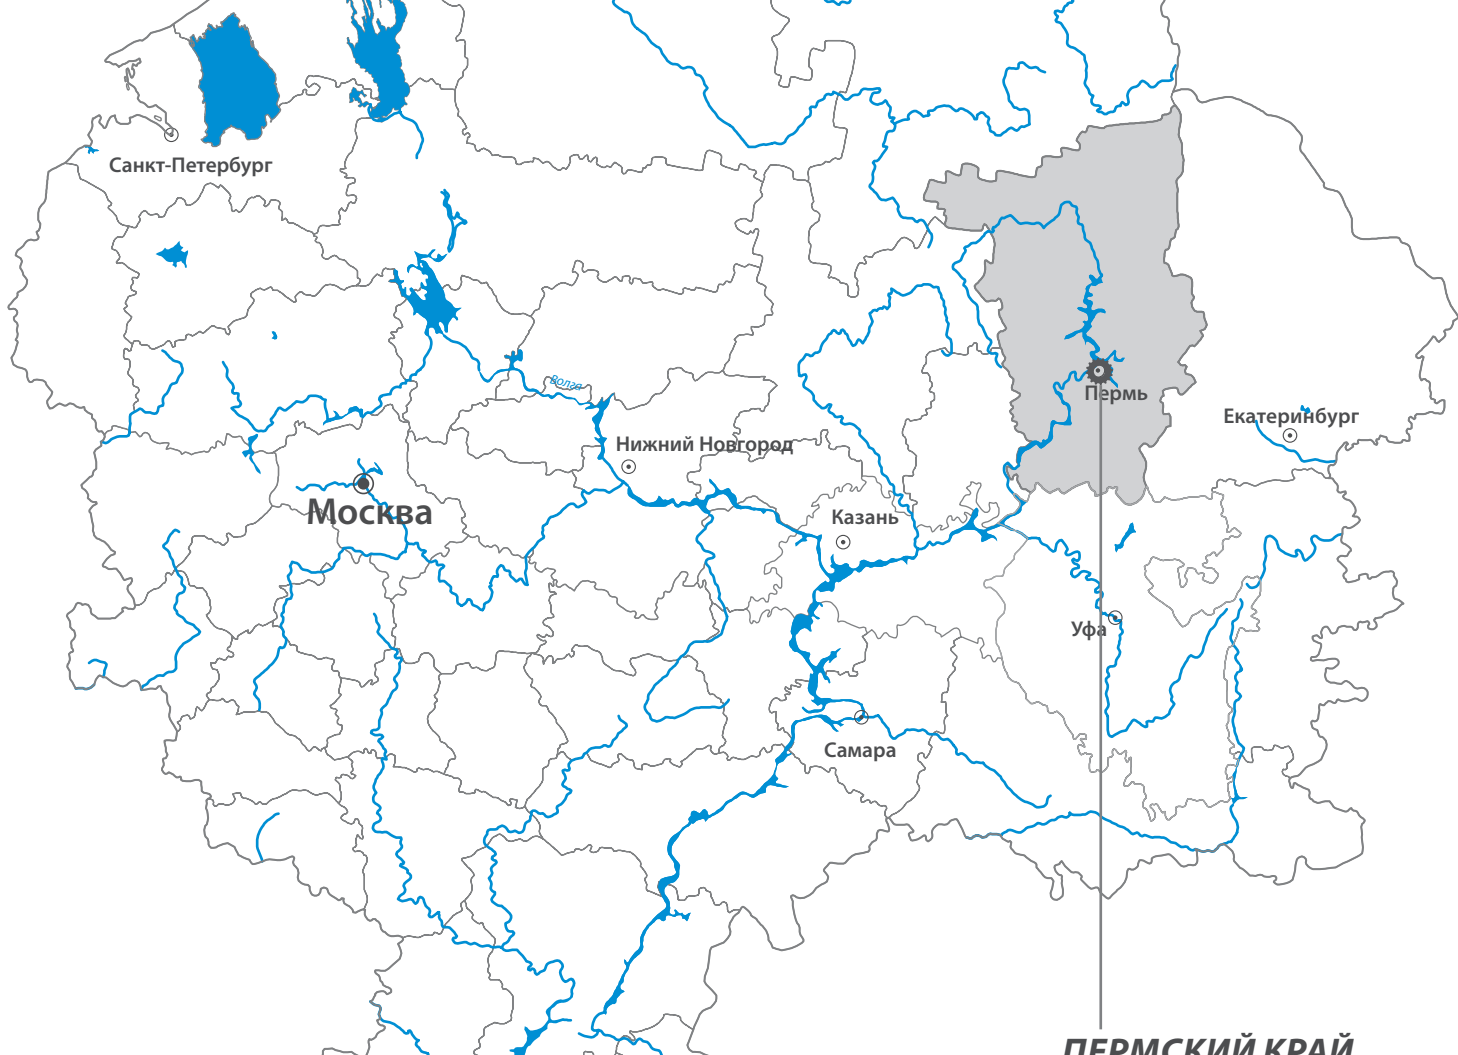 Санкт-Петербург
Волга
Пермь
Екатеринбург
Нижний Новгород
Москва
Казань
Уфа
Самара
ПЕРМСКИЙ КРАЙ